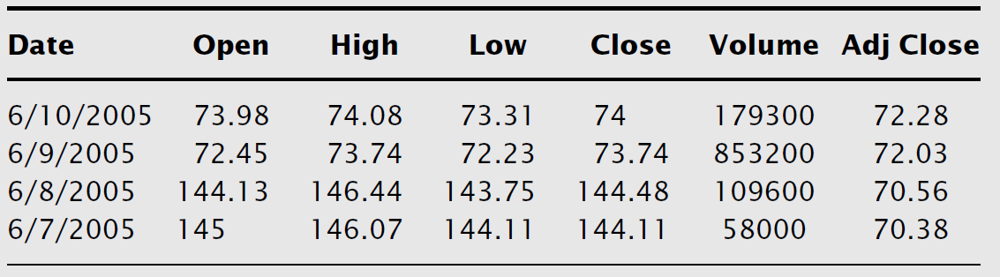 Date Open High Low Close Volume Adj Close
6/10/2005 73.98 74.08 73.31 74 179300 72.28
6/9/2005 72.45 73.74 72.23 73.74 853200 72.03
6/8/2005 144.13 146.44 143.75 144.48 109600 70.56
6/7/2005 145 146.07 144.11 144.11 58000 70.38